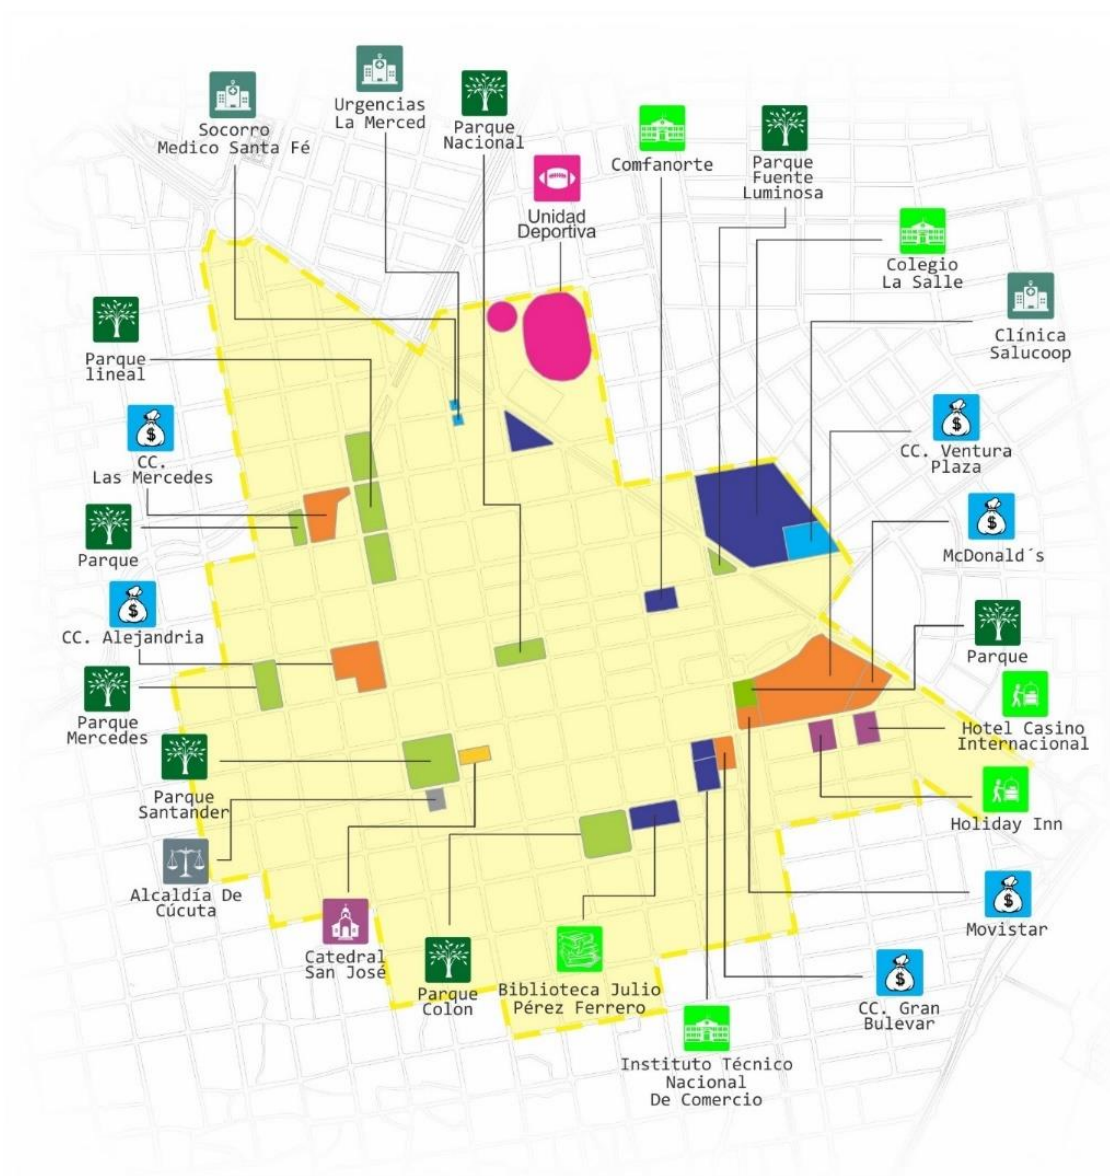 Socorro
Medico Santa Fé
Urgencias
La Merced
Parque
Nacional
Unidad
Deportiva
Comfanorte
Parque
Fuente
Luminosa
Colegio
La Salle
Clínica
Salucoop
Parque
lineal
CC.
Las Mercedes
CC. Ventura
Plaza
Parque
McDonald´s
CC. Alejandria
Parque
Parque
Mercedes
Hotel Casino
Internacional
Parque
Santander
Holiday Inn
Alcaldía De
Cúcuta
Catedral
San José
Parque
Colon
Biblioteca Julio
Pérez Ferrero
Movistar
CC. Gran
Bulevar
Instituto Técnico
Nacional
De Comercio